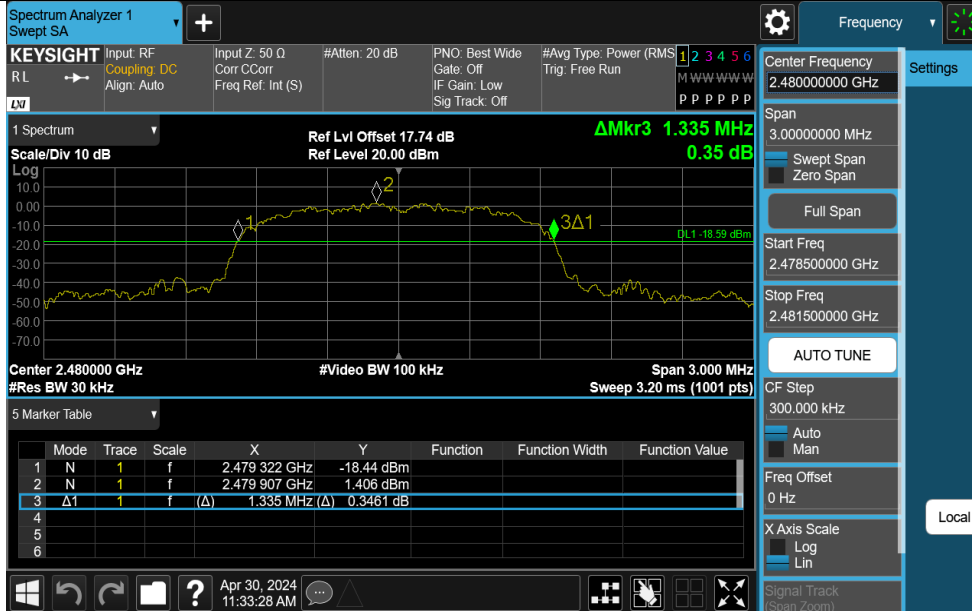 Spectrum Analyzer 1
Swept SA
Frequency
KEYSIGHT
R L
LXI
Input: RF
Coupling: DC
Align: Auto
Input Z: 50 Ω
Corr CCorr
Freq Ref: Int (S)
#Atten: 20 dB
PNO: Best Wide
Gate: Off
IF Gain: Low
Sig Track: Off
#Avg Type: Power (RMS
Trig: Free Run
1 2 3 4 5 6
M W W W W W
P P P P P P
1 Spectrum
Scale/Div 10 dB
Log
Ref Lvl Offset 17.74 dB
Ref Level 20.00 dBm
ΔMkr3 1.335 MHz
0.35 dB
10.0
0.00
-10.0
-20.0
-30.0
-40.0
-50.0
-60.0
-70.0
1
2
3Δ1
DL1 -18.59 dBm
Center 2.480000 GHz
#Res BW 30 kHz
#Video BW 100 kHz
Span 3.000 MHz
Sweep 3.20 ms (1001 pts)
5 Marker Table
Mode Trace Scale X Y Function Function Width Function Value
1 N 1 f 2.479 322 GHz -18.44 dBm
2 N 1 f 2.479 907 GHz 1.406 dBm
3 Δ1 1 f (Δ) 1.335 MHz (Δ) 0.3461 dB
4
5
6
Apr 30, 2024
11:33:28 AM
Center Frequency
2.480000000 GHz
Span
3.00000000 MHz
Swept Span
Zero Span
Full Span
Start Freq
2.478500000 GHz
Stop Freq
2.481500000 GHz
AUTO TUNE
CF Step
300.000 kHz
Auto
Man
Freq Offset
0 Hz
X Axis Scale
Log
Lin
Signal Track
(Span Zoom)
Settings
Local